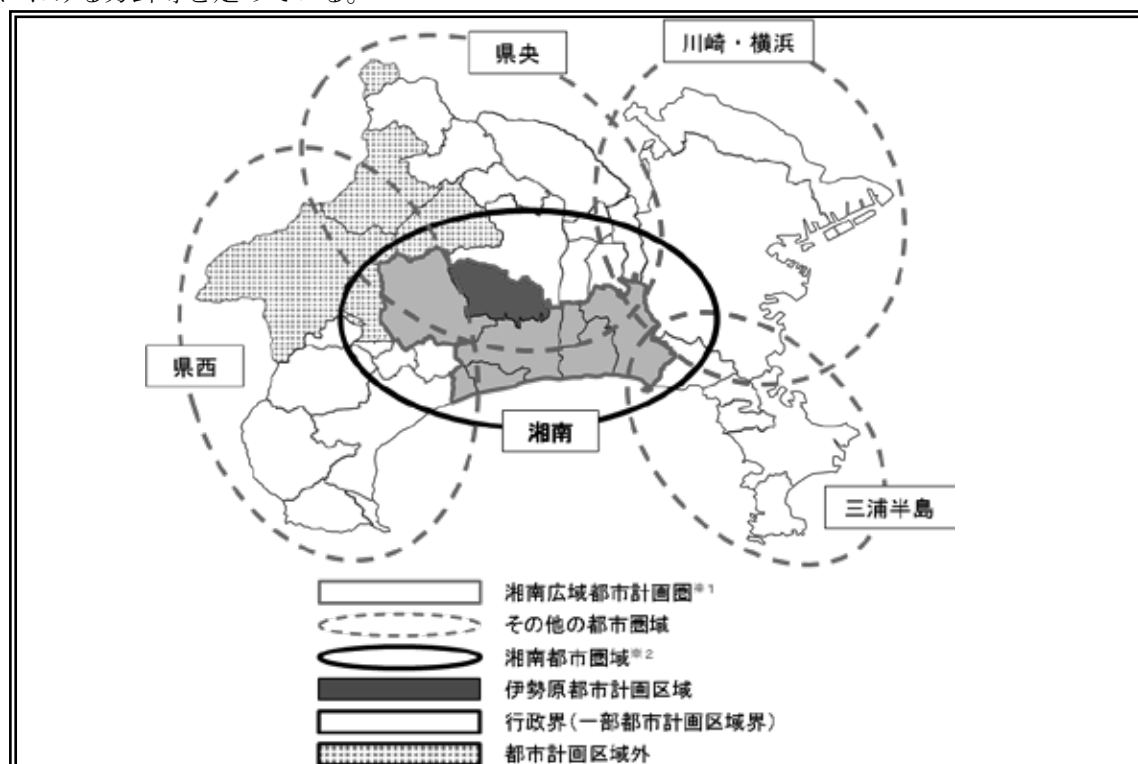 県央
川崎・横浜
県西
湘南
三浦半島
湘南広域都市計画圏※1
その他の都市圏域
湘南都市圏域※2
伊勢原都市計画区域
行政界(一部都市計画区域界)
都市計画区域外